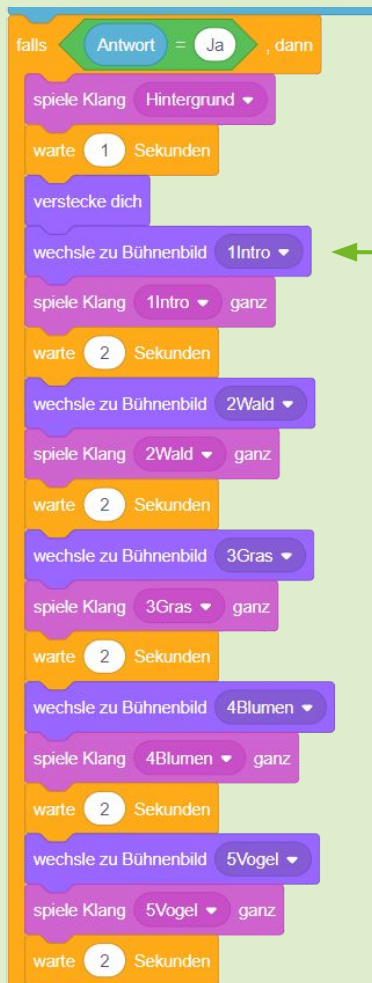 falls Antwort = Ja , dann
spiele Klang Hintergrund
warte 1 Sekunden
verstecke dich
wechsle zu Bühnenbild 1Intro
spiele Klang 1Intro ganz
warte 2 Sekunden
wechsle zu Bühnenbild 2Wald
spiele Klang 2Wald ganz
warte 2 Sekunden
wechsle zu Bühnenbild 3Gras
spiele Klang 3Gras ganz
warte 2 Sekunden
wechsle zu Bühnenbild 4Blumen
spiele Klang 4Blumen ganz
warte 2 Sekunden
wechsle zu Bühnenbild 5Vogel
spiele Klang 5Vogel ganz
warte 2 Sekunden